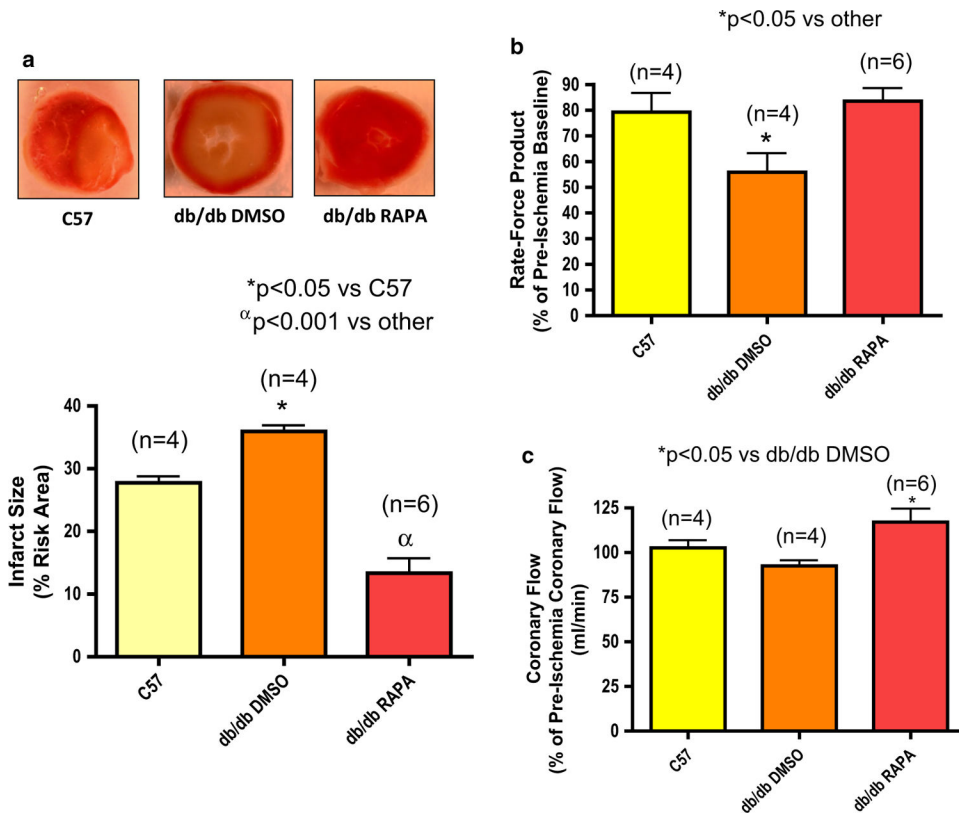 a
C57
db/db DMSO
db/db RAPA
*p<0.05 vs C57
αp<0.001 vs other
Infarct Size
(% Risk Area)
40
30
20
10
0
(n=4)
(n=4)
*
(n=6)
α
C57
db/db DMSO
db/db RAPA
b
*p<0.05 vs other
Rate-Force Product
(% of Pre-Ischemia Baseline)
90
80
70
60
50
40
30
20
10
0
(n=4)
(n=4)
*
(n=6)
C57
db/db DMSO
db/db RAPA
c
*p<0.05 vs db/db DMSO
Coronary Flow
(% of Pre-Ischemia Coronary Flow)
(ml/min)
125
100
75
50
25
0
(n=4)
(n=4)
(n=6)
*
C57
db/db DMSO
db/db RAPA